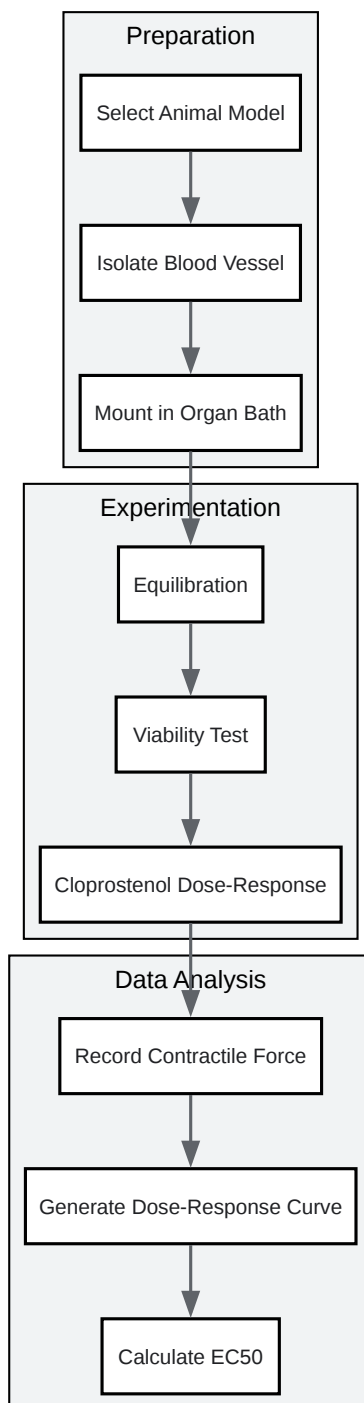 Preparation
Select Animal Model
Isolate Blood Vessel
Mount in Organ Bath
Experimentation
Equilibration
Viability Test
Cloprostenol Dose-Response
Data Analysis
Record Contractile Force
Generate Dose-Response Curve
Calculate EC50